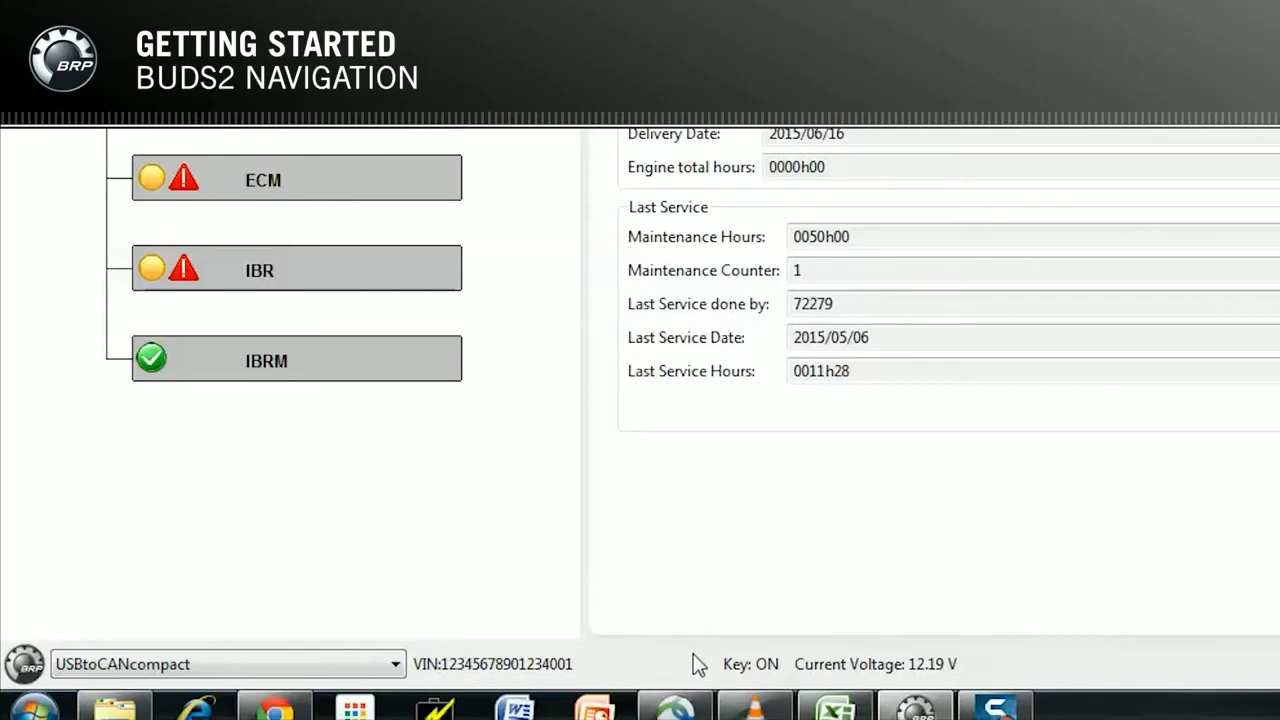 BRP
GETTING STARTED
BUDS2 NAVIGATION
Delivery Date: 2015/06/16
ECM
Engine total hours: 0000h00
Last Service
Maintenance Hours: 0050h00
IBR
Maintenance Counter: 1
Last Service done by: 72279
Last Service Date: 2015/05/06
IBRM
Last Service Hours: 0011h28
BRP
USBtoCANcompact
VIN:12345678901234001
Key: ON
Current Voltage: 12.19 V